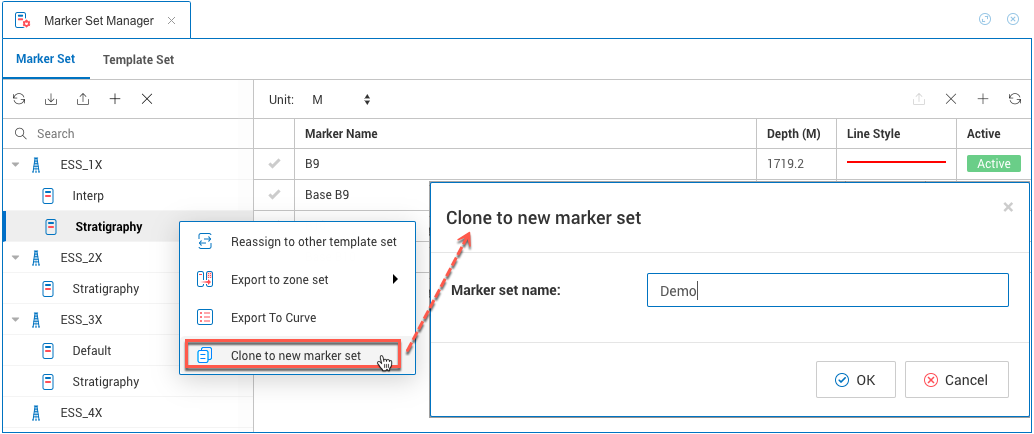 Marker Set Manager
Marker Set Template Set
Unit: M
Search
Marker Name Depth (M) Line Style Active
ESS_1X
B9 1719.2 Active
Interp
Base B9
Stratigraphy
ESS_2X
Stratigraphy
ESS_3X
Default
Stratigraphy
ESS_4X
Reassign to other template set
Export to zone set
Export To Curve
Clone to new marker set
Clone to new marker set
Marker set name: Demo
OK Cancel